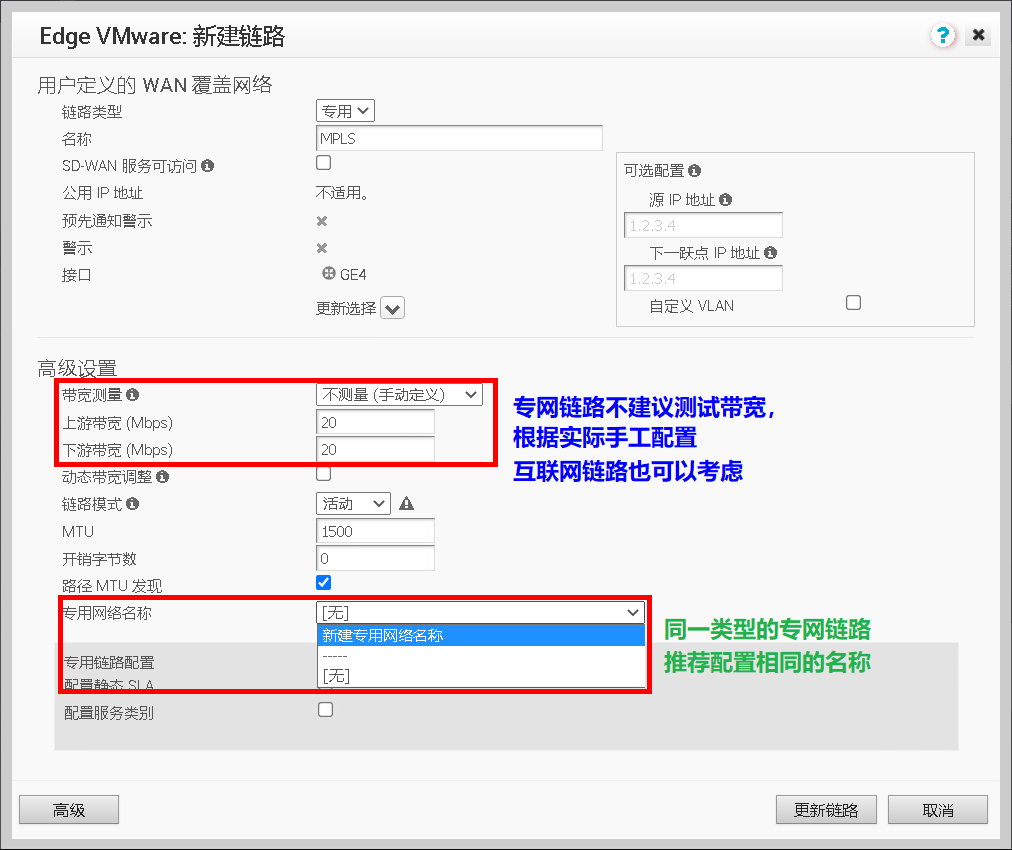 Edge VMware: 新建链路
?
用户定义的 WAN 覆盖网络
链路类型 专用
名称 MPLS
SD-WAN 服务可访问
公用 IP 地址 不适用。
预先通知警示
警示
接口 GE4
更新选择
可选配置
源 IP 地址
1.2.3.4
下一跃点 IP 地址
1.2.3.4
自定义 VLAN
高级设置
带宽测量 不测量 (手动定义)
上游带宽 (Mbps) 20
下游带宽 (Mbps) 20
专网链路不建议测试带宽，
根据实际手工配置
互联网链路也可以考虑
动态带宽调整
链路模式 活动
MTU 1500
开销字节数 0
路径 MTU 发现
专用网络名称 [无]
新建专用网络名称
-----
[无]
同一类型的专网链路
推荐配置相同的名称
专用链路配置
配置静态 SLA
配置服务类别
高级 更新链路 取消